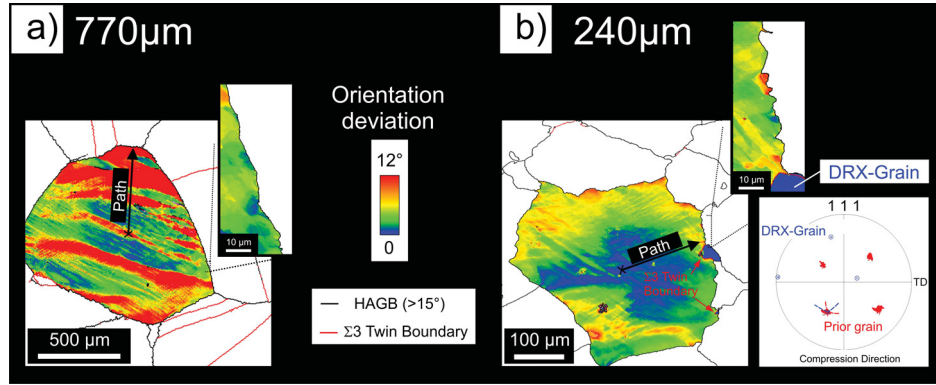 a) 770µm
Path
10 µm
500 µm
Orientation
deviation
12°
0
HAGB (>15°)
Σ3 Twin Boundary
b) 240µm
Path
Σ3 Twin
Boundary
100 µm
10 µm
DRX-Grain
1 1 1
DRX-Grain
TD
Prior grain
Compression Direction